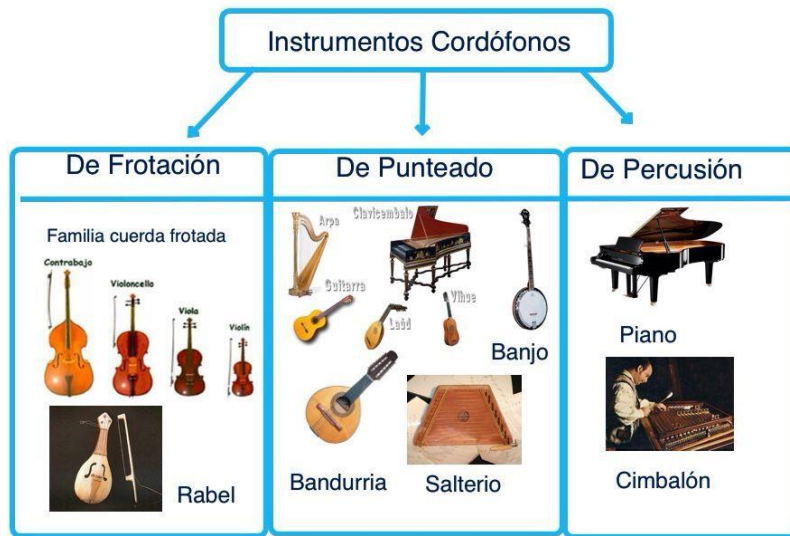 Instrumentos Cordófonos
De Frotación
Familia cuerda frotada
Contrabajo
Violoncello
Viola
Violín
Rabel
De Punteado
Arpa
Clavicembalo
Guitarra
Laúd
Vihue
Banjo
Bandurria
Salterio
De Percusión
Piano
Cimbalón